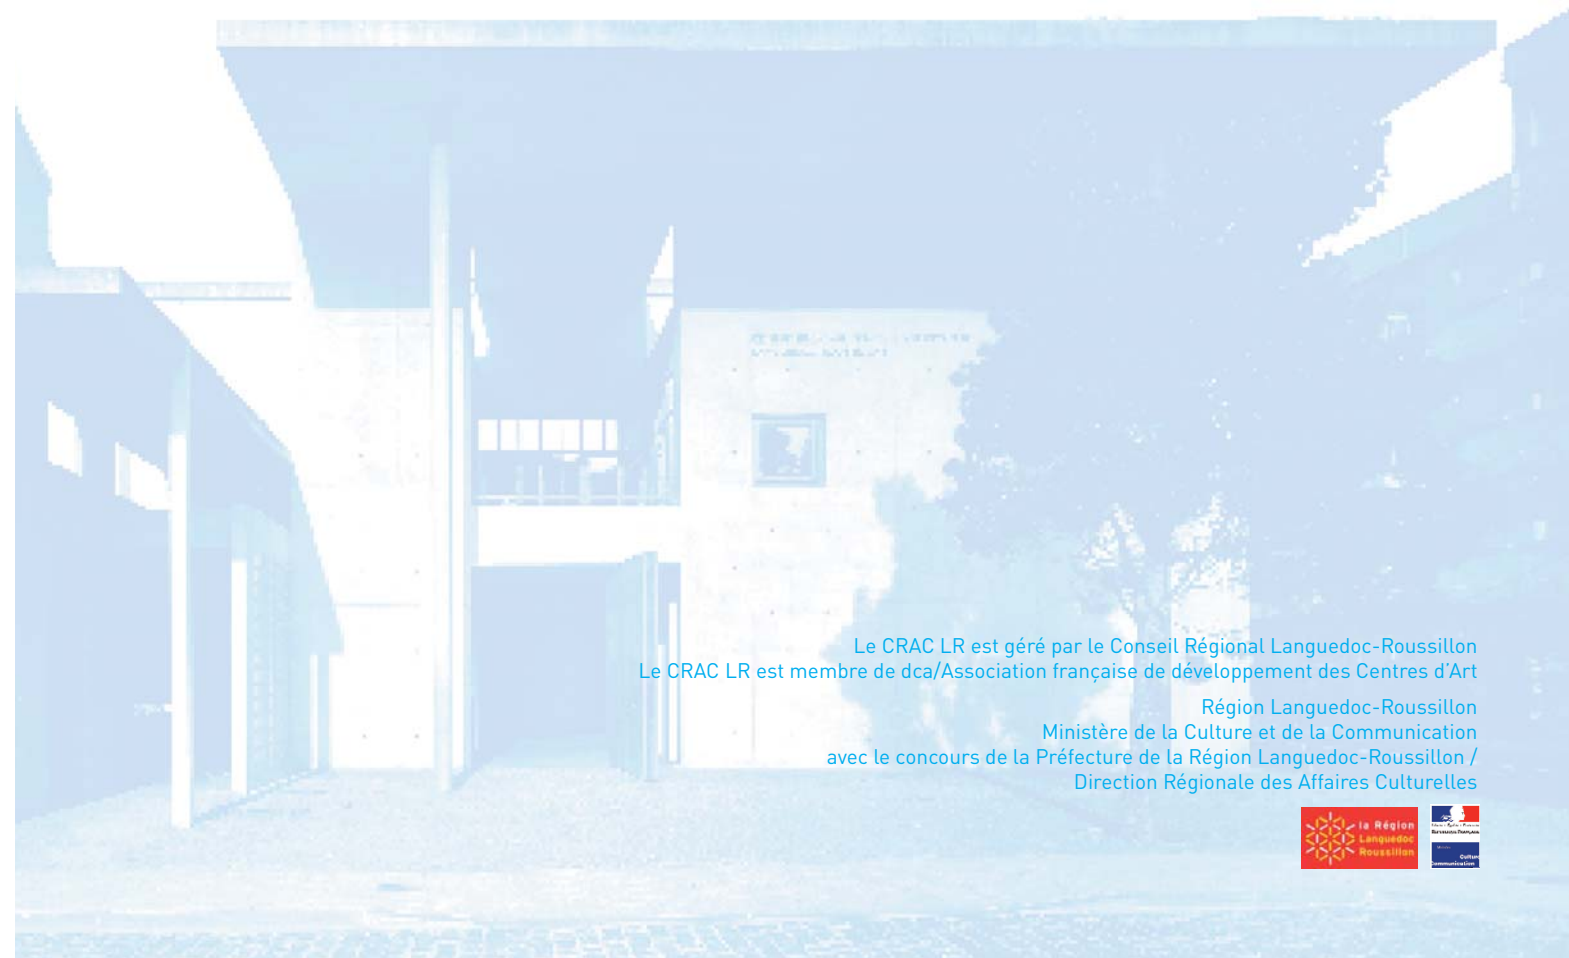 Le CRAC LR est géré par le Conseil Régional Languedoc-Roussillon
Le CRAC LR est membre de dca/Association française de développement des Centres d'Art
Région Languedoc-Roussillon
Ministère de la Culture et de la Communication
avec le concours de la Préfecture de la Région Languedoc-Roussillon /
Direction Régionale des Affaires Culturelles
la Région
Languedoc
Roussillon
Culture
Communication